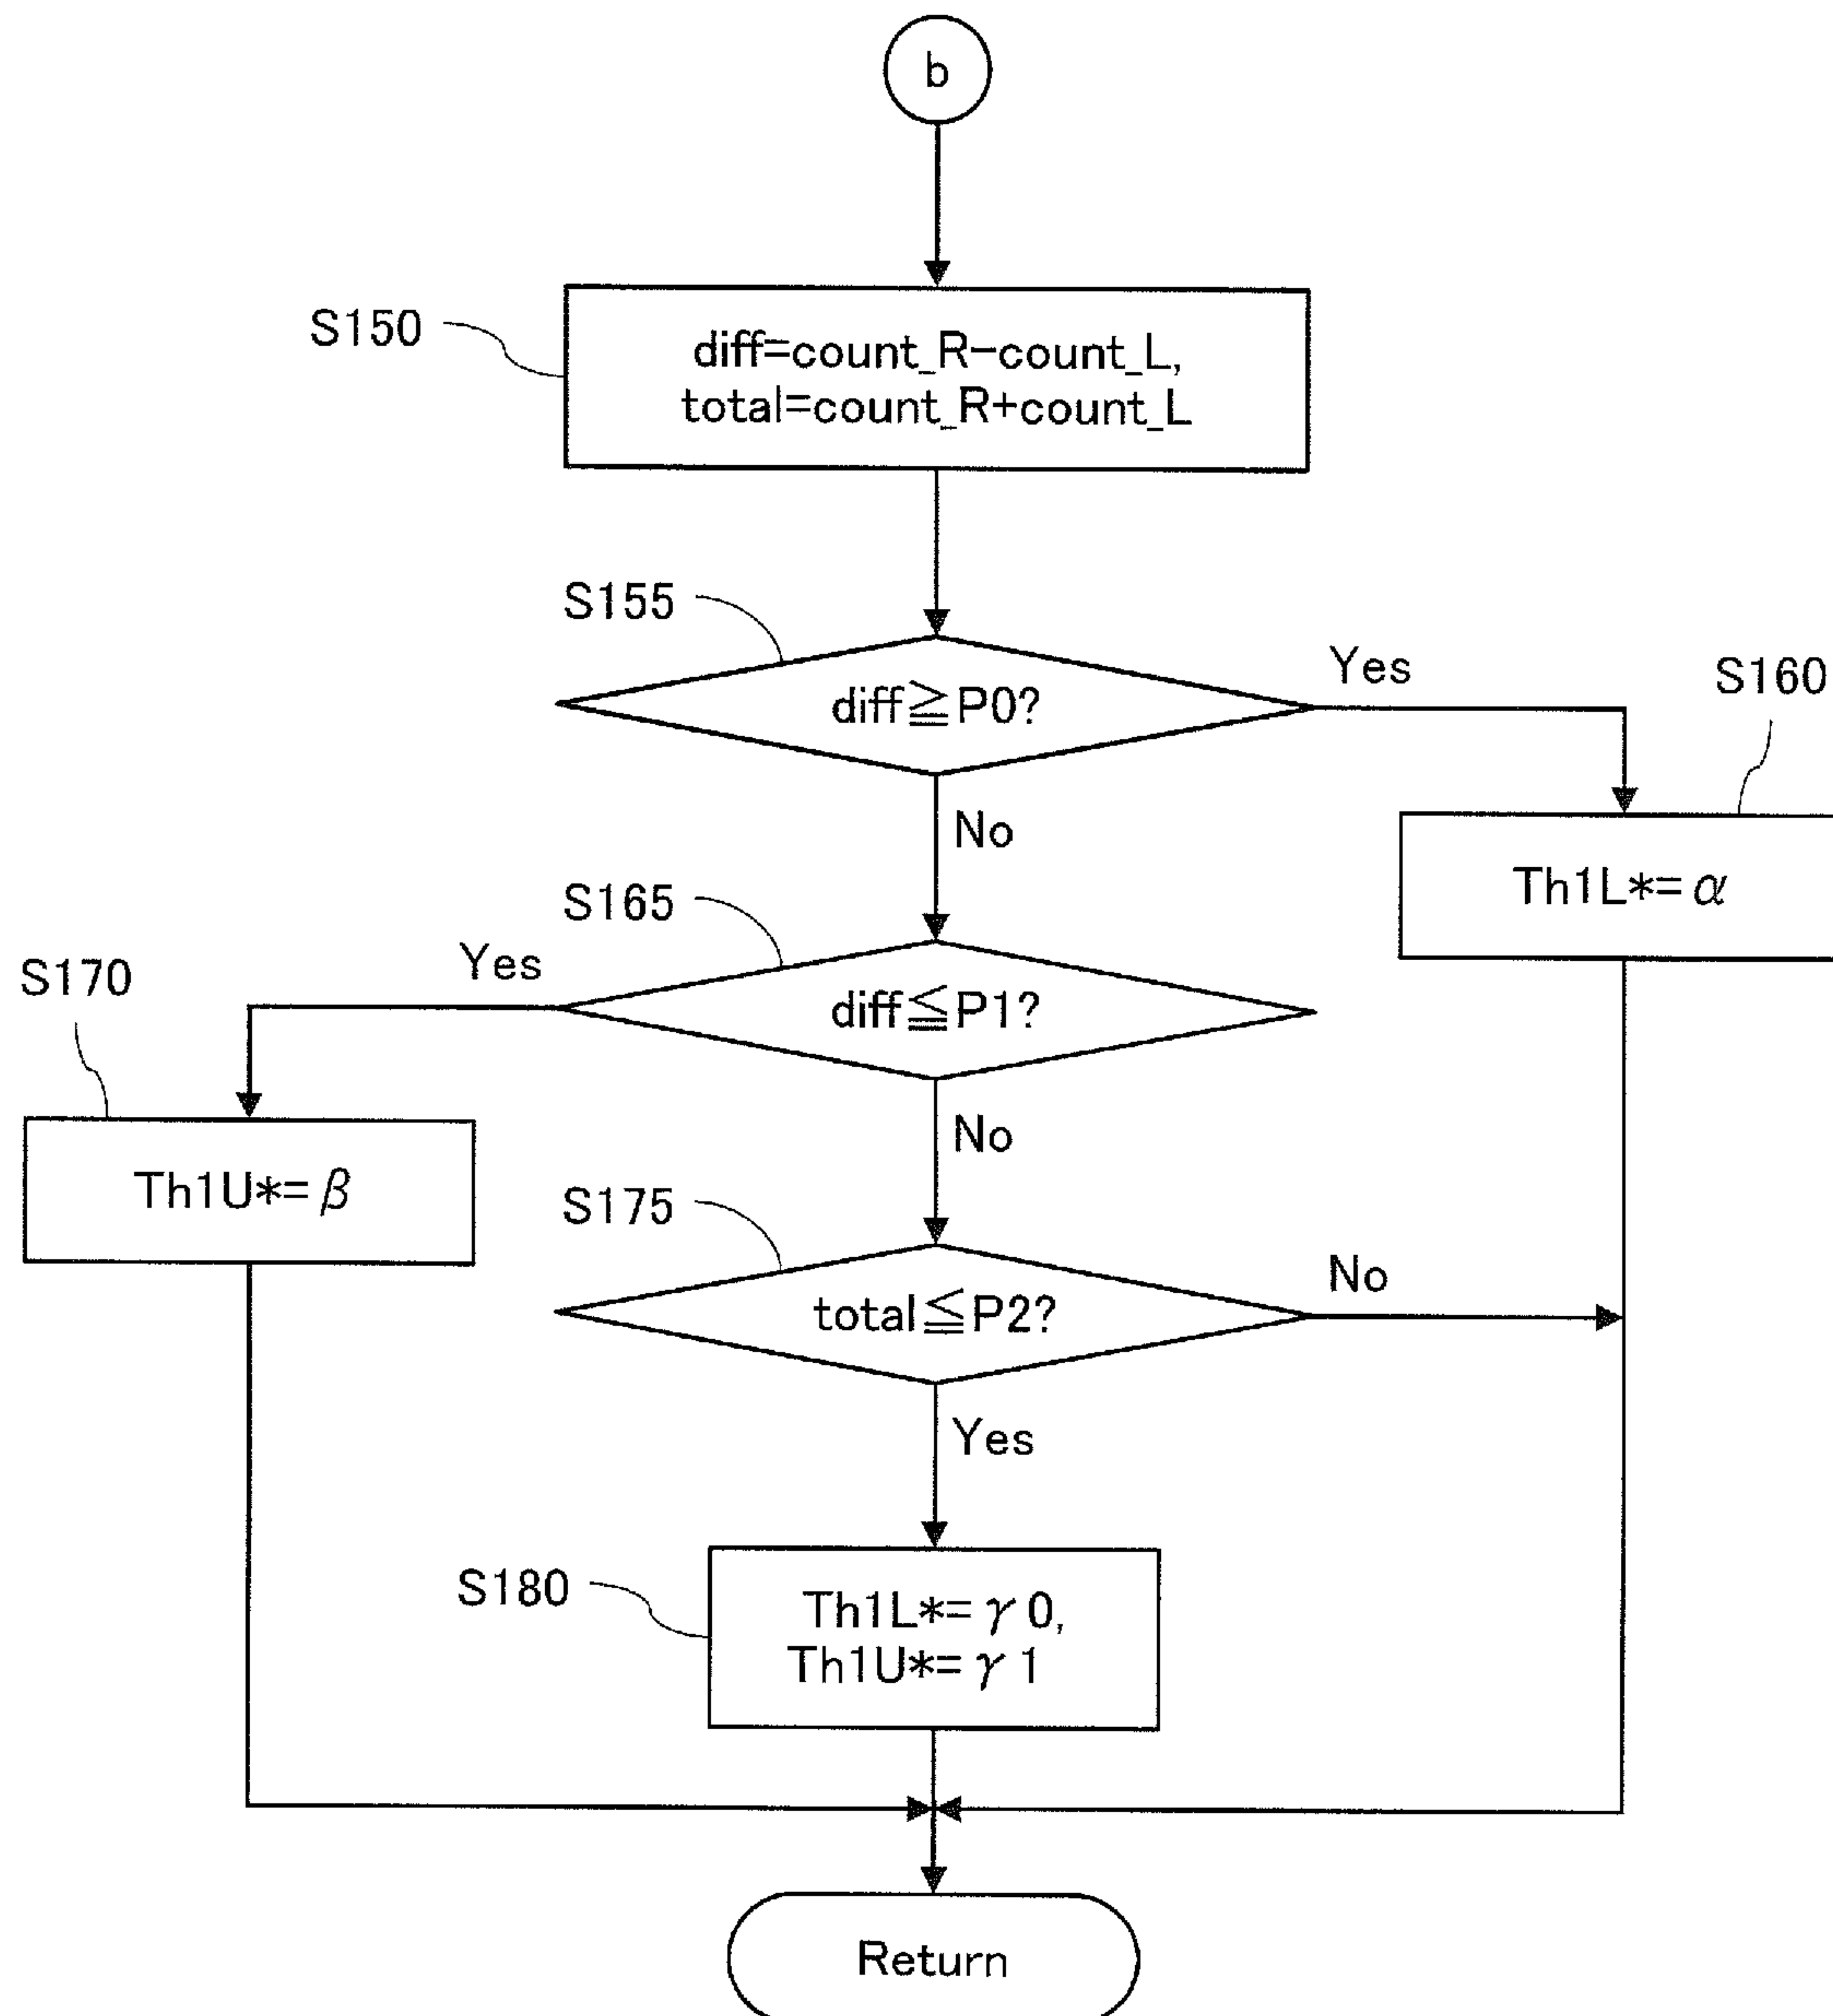 b
S150
diff=count_R-count_L,
total=count_R+count_L
S155
diff≧P0?
Yes
S160
No
Th1L*=α
S165
Yes
diff≦P1?
S170
No
Th1U*=β
S175
total≦P2?
No
Yes
S180
Th1L*=γ0,
Th1U*=γ1
Return